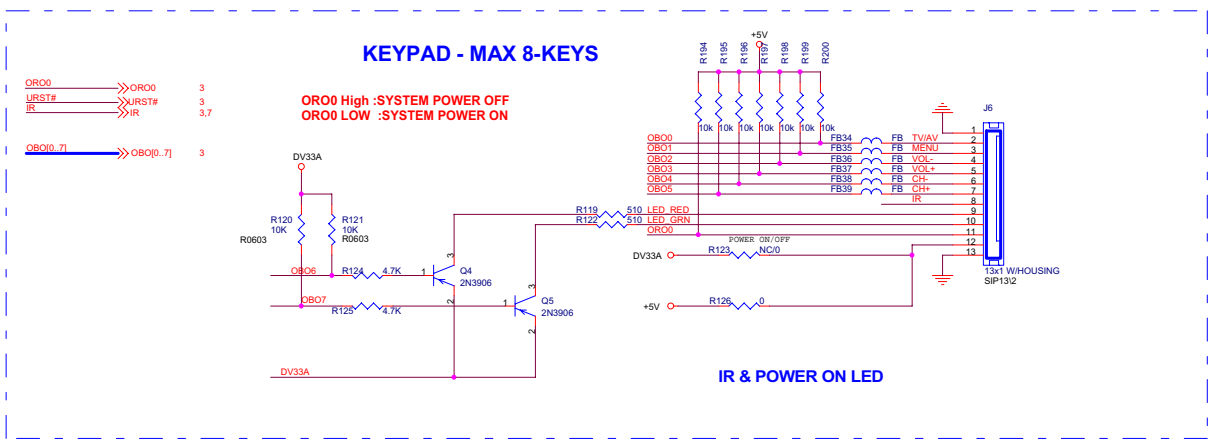 KEYPAD - MAX 8-KEYS
ORO0 ORO0 3
URST# URST# 3
IR IR 3,7
OBO[0..7] OBO[0..7] 3
ORO0 High :SYSTEM POWER OFF
ORO0 LOW :SYSTEM POWER ON
+5V
R194 R195 R196 R197 R198 R199 R200
10k 10k 10k 10k 10k 10k 10k
J6
OBO0 FB34 FB TV/AV 1
OBO1 FB35 FB MENU 2
OBO2 FB36 FB VOL- 3
OBO3 FB37 FB VOL+ 4
OBO4 FB38 FB CH- 5
OBO5 FB39 FB CH+ 6
IR 7
8
R119 510 LED_RED 9
R122 510 LED_GRN 10
ORO0 11
12
13
13x1 W/HOUSING
SIP13\2
DV33A
R120
10K
R0603
R121
10K
R0603
OBO6 R124 4.7K 1 3 2
Q4
2N3906
OBO7 R125 4.7K 1 3 2
Q5
2N3906
DV33A
POWER ON/OFF
DV33A R123 NC/0
+5V R126 0
IR & POWER ON LED